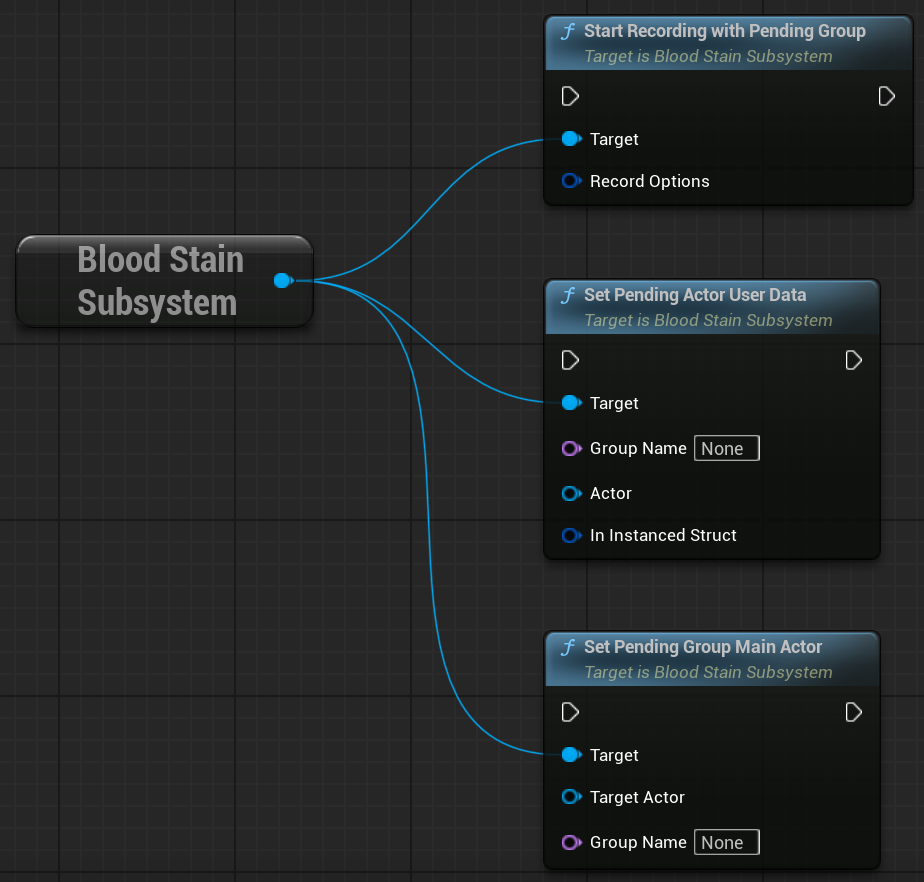 Start Recording with Pending Group
Target is Blood Stain Subsystem
Target
Record Options
Blood Stain
Subsystem
Set Pending Actor User Data
Target is Blood Stain Subsystem
Target
Group Name None
Actor
In Instanced Struct
Set Pending Group Main Actor
Target is Blood Stain Subsystem
Target
Target Actor
Group Name None